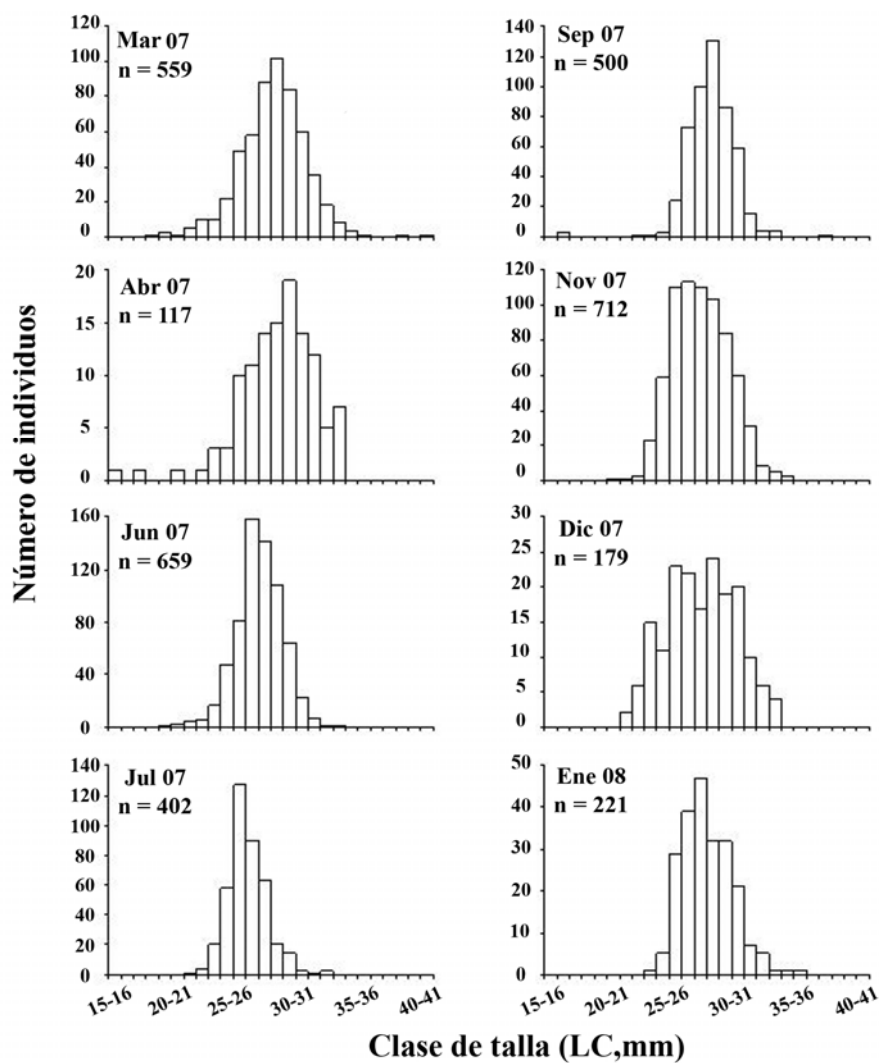 Número de individuos
120
Mar 07
n = 559
100
80
60
40
20
0
140
Sep 07
n = 500
120
100
80
60
40
20
0
20
Abr 07
n = 117
15
10
5
0
120
Nov 07
n = 712
100
80
60
40
20
0
160
Jun 07
n = 659
120
80
40
0
30
Dic 07
n = 179
25
20
15
10
5
0
140
Jul 07
n = 402
120
100
80
60
40
20
0
50
Ene 08
n = 221
40
30
20
10
0
15-16 20-21 25-26 30-31 35-36 40-41
15-16 20-21 25-26 30-31 35-36 40-41
Clase de talla (LC,mm)